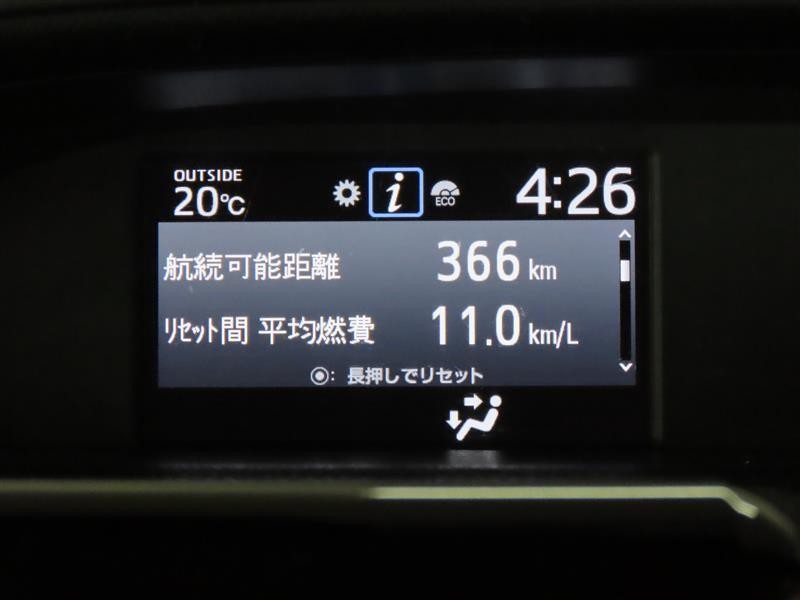 OUTSIDE
20℃
i
ECO
4:26
航続可能距離 366 km
ﾘｾｯﾄ間 平均燃費 11.0 km/L
◉: 長押しでリセット